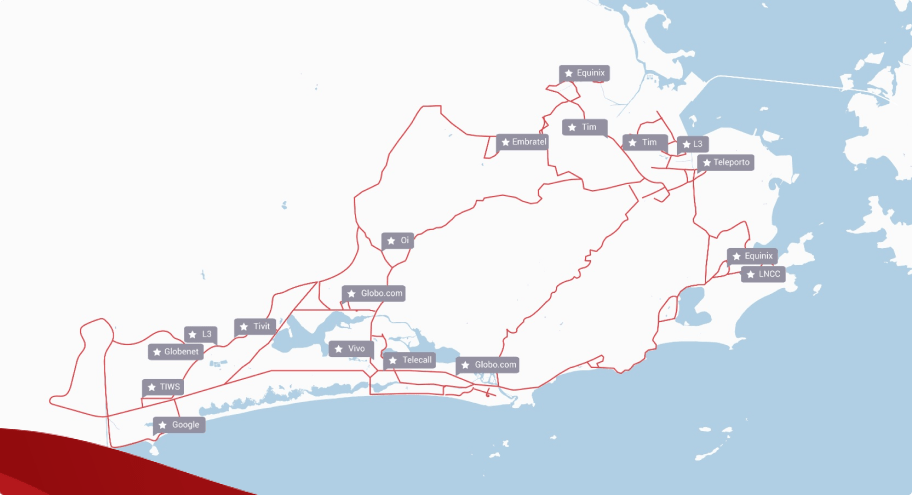 Equinix
Tim
Embratel
Tim
L3
Teleporto
Oi
Equinix
LNCC
Globo.com
Tivit
L3
Vivo
Globenet
Telecall
Globo.com
TIWS
Google